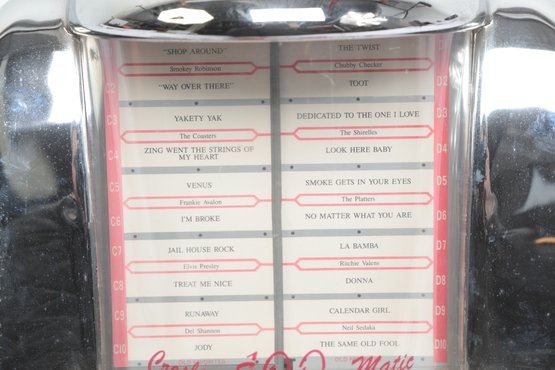 "SHOP AROUND"
Smokey Robinson
D2
"WAY OVER THERE"
C3
YAKETY YAK
The Coasters
C4
ZING WENT THE STRINGS OF
MY HEART
C5
VENUS
Frankie Avalon
C6
I'M BROKE
C7
JAIL HOUSE ROCK
Elvis Presley
C8
TREAT ME NICE
C9
RUNAWAY
Del Shannon
C10
JODY
THE TWIST
Chubby Checker
D2
TOOT
D3
DEDICATED TO THE ONE I LOVE
The Shirelles
D4
LOOK HERE BABY
D5
SMOKE GETS IN YOUR EYES
The Platters
D6
NO MATTER WHAT YOU ARE
D7
LA BAMBA
Ritchie Valens
D8
DONNA
D9
CALENDAR GIRL
Neil Sedaka
D10
THE SAME OLD FOOL
OLD FAVORITES
Matic